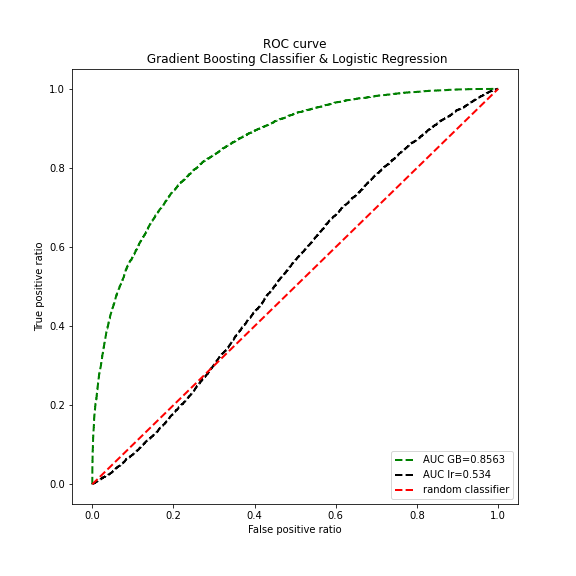 ROC curve
Gradient Boosting Classifier & Logistic Regression
1.0
0.8
0.6
0.4
0.2
0.0
True positive ratio
AUC GB=0.8563
AUC lr=0.534
random classifier
0.0 0.2 0.4 0.6 0.8 1.0
False positive ratio